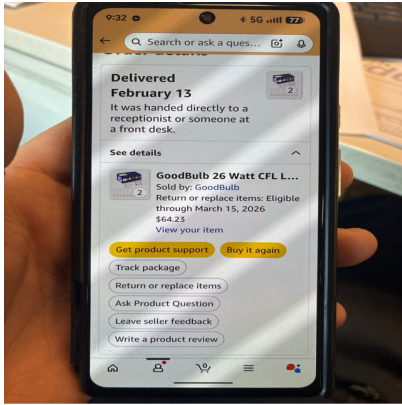 9:32
5G 77
Search or ask a ques...
Delivered
February 13
It was handed directly to a
receptionist or someone at
a front desk.
2
See details
2
GoodBulb 26 Watt CFL L...
Sold by: GoodBulb
Return or replace items: Eligible
through March 15, 2026
$64.23
View your item
Get product support
Buy it again
Track package
Return or replace items
Ask Product Question
Leave seller feedback
Write a product review